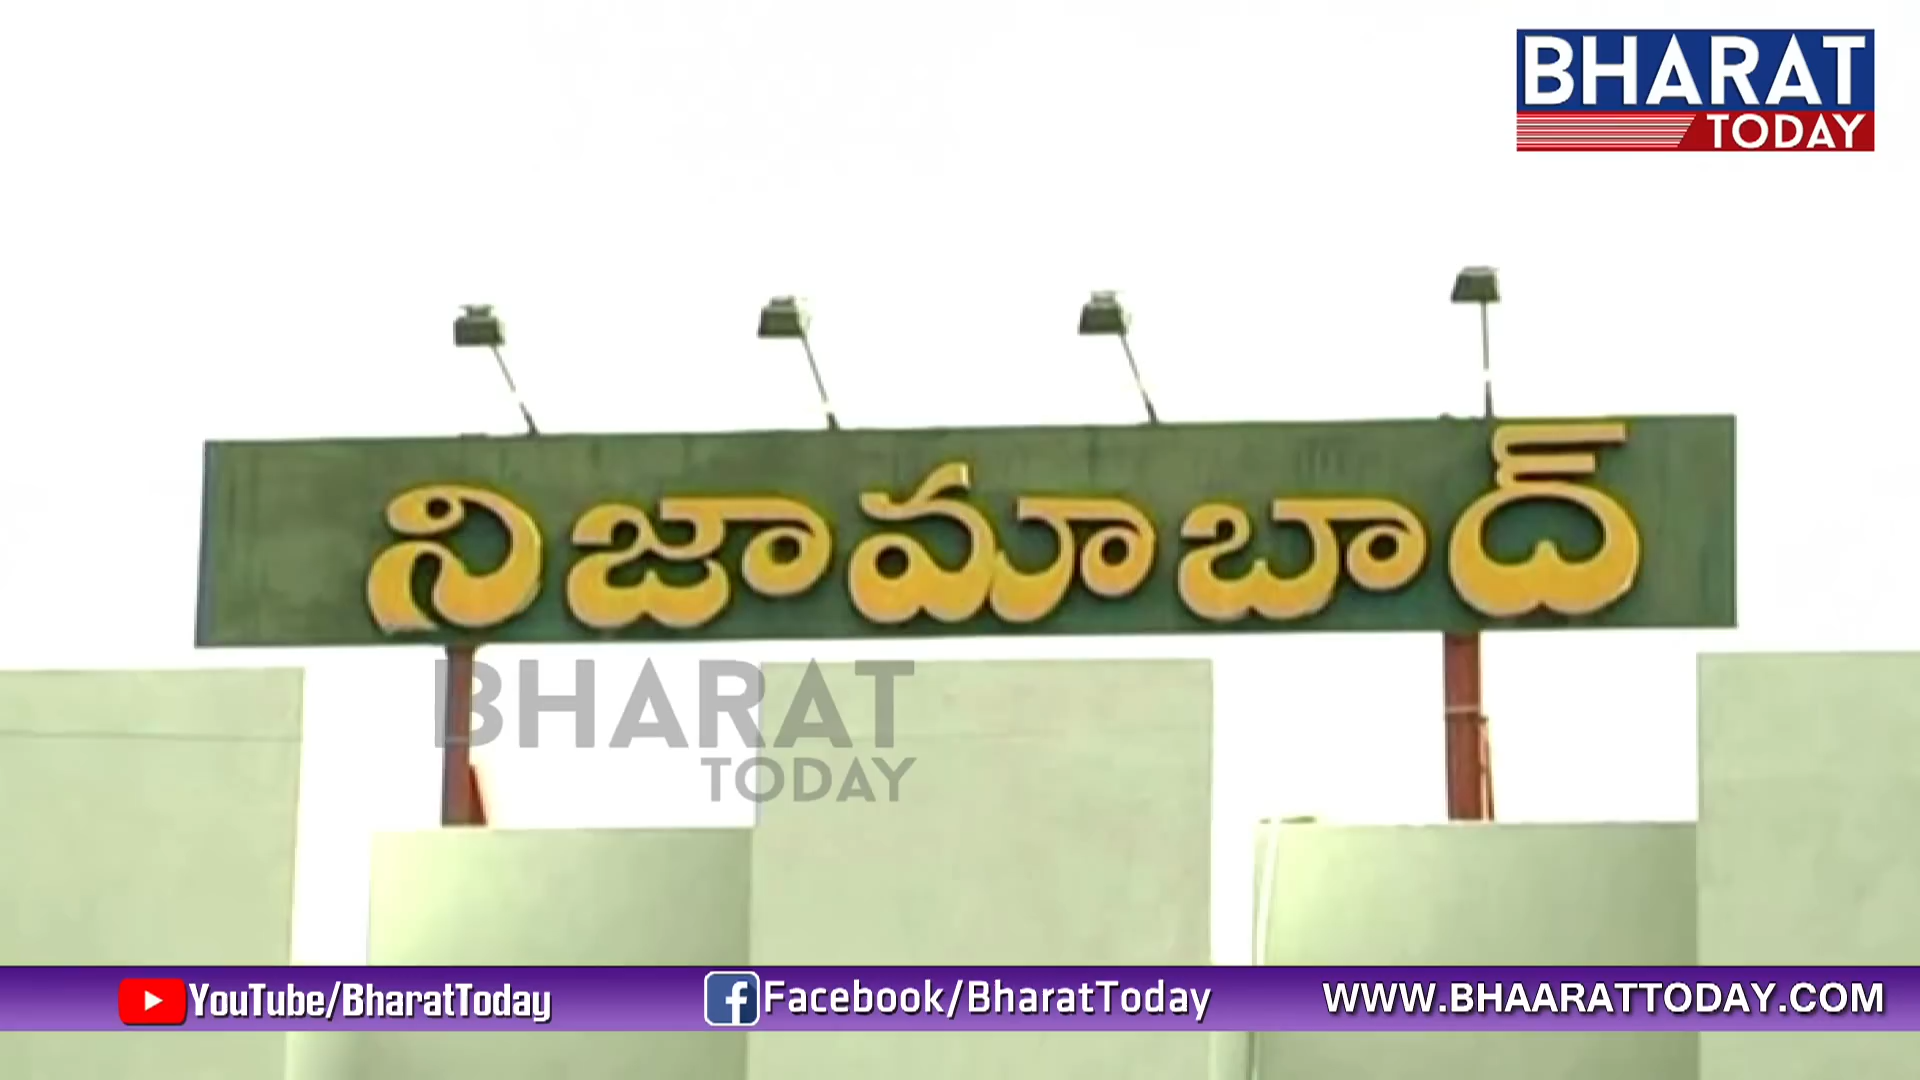 BHARAT
TODAY
నిజామాబాద్
BHARAT
TODAY
YouTube/BharatToday
Facebook/BharatToday
WWW.BHAARATTODAY.COM